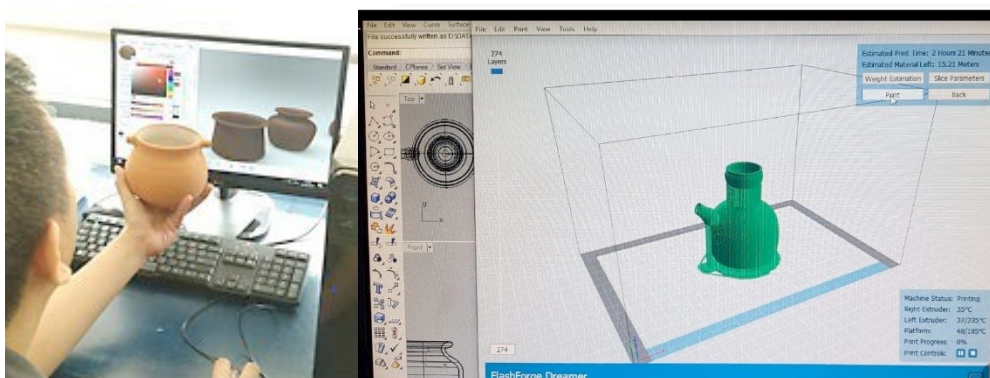 File Edit View Curve Surface
File successfully written as D:\DATA
Command:
Standard CPlanes Set View
Top
y
x
Front
File Edit Print View Tools Help
274
Layers
Estimated Print Time: 2 Hours 21 Minutes
Estimated Material Left: 15.21 Meters
Weight Estimation Slice Parameters
Print Back
Machine Status: Printing
Right Extruder: 35°C
Left Extruder: 37/235°C
Platform: 48/105°C
Print Progress: 0%
Print Controls:
274
FlashForge Dreamer